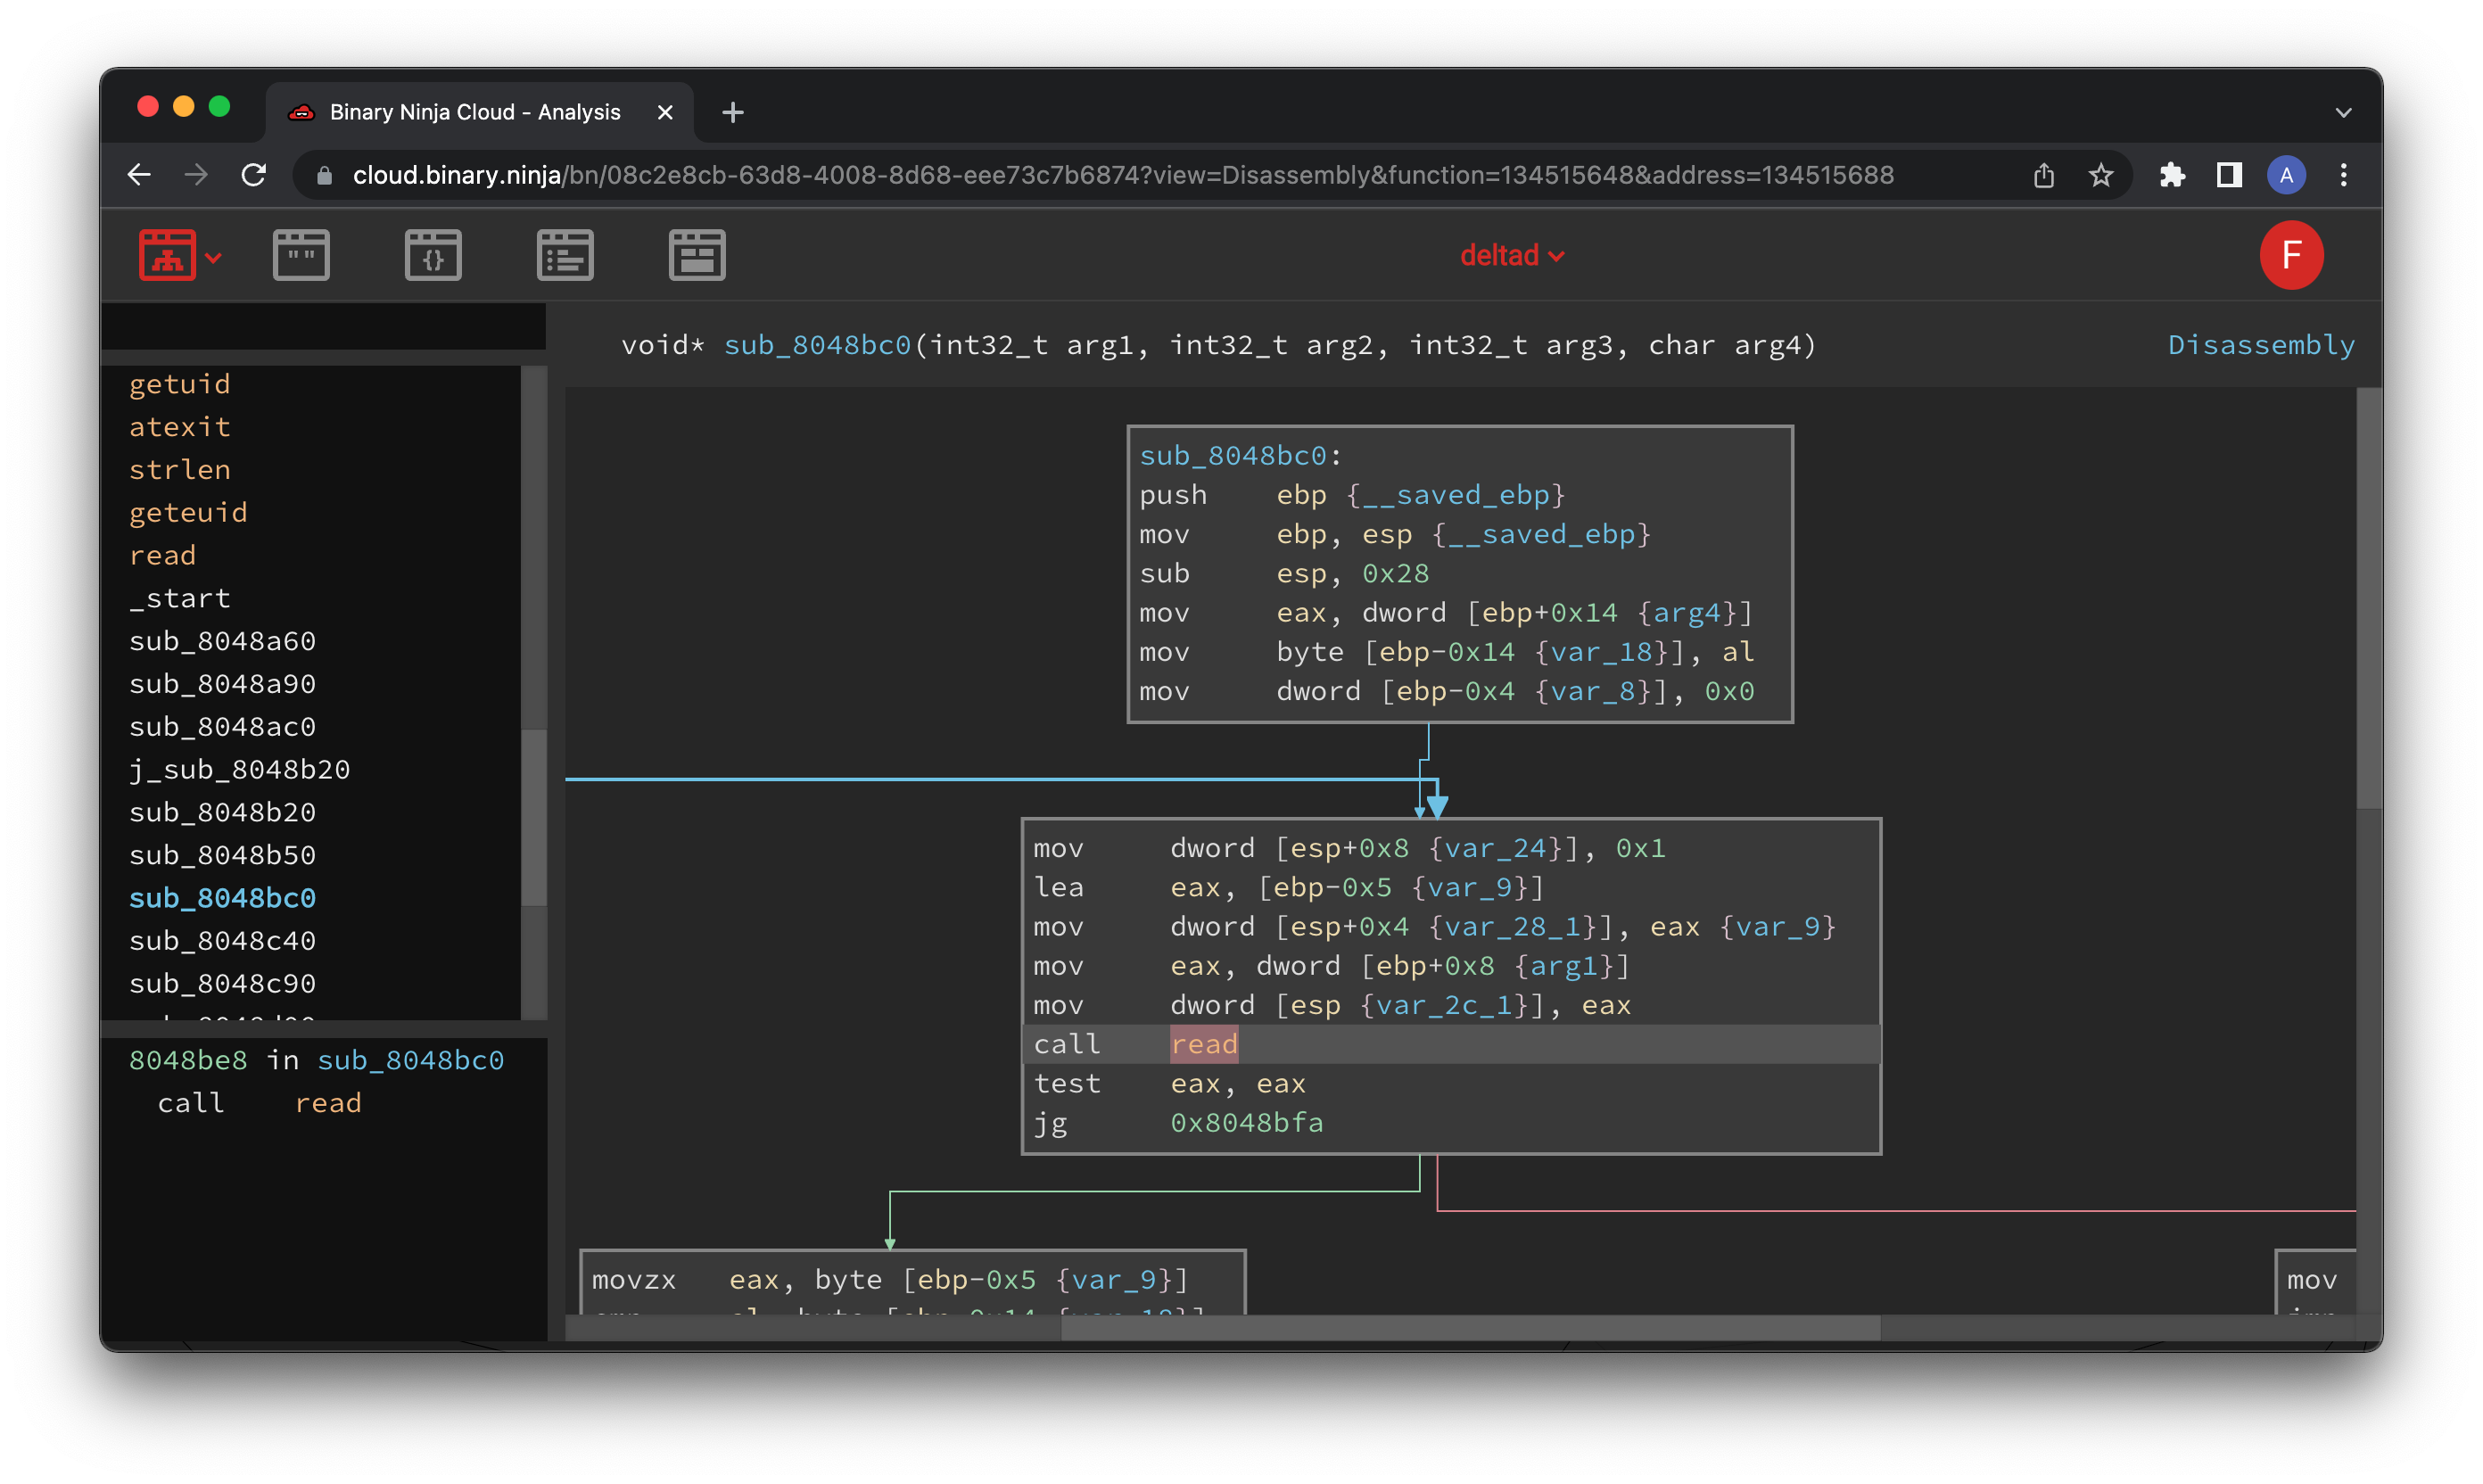 Binary Ninja Cloud - Analysis
cloud.binary.ninja/bn/08c2e8cb-63d8-4008-8d68-eee73c7b6874?view=Disassembly&function=134515648&address=134515688
A
" "
{}
deltad
F
void* sub_8048bc0(int32_t arg1, int32_t arg2, int32_t arg3, char arg4)
Disassembly
getuid
atexit
strlen
geteuid
read
_start
sub_8048a60
sub_8048a90
sub_8048ac0
j_sub_8048b20
sub_8048b20
sub_8048b50
sub_8048bc0
sub_8048c40
sub_8048c90
8048be8 in sub_8048bc0
call read
sub_8048bc0:
push ebp {__saved_ebp}
mov ebp, esp {__saved_ebp}
sub esp, 0x28
mov eax, dword [ebp+0x14 {arg4}]
mov byte [ebp-0x14 {var_18}], al
mov dword [ebp-0x4 {var_8}], 0x0
mov dword [esp+0x8 {var_24}], 0x1
lea eax, [ebp-0x5 {var_9}]
mov dword [esp+0x4 {var_28_1}], eax {var_9}
mov eax, dword [ebp+0x8 {arg1}]
mov dword [esp {var_2c_1}], eax
call read
test eax, eax
jg 0x8048bfa
movzx eax, byte [ebp-0x5 {var_9}]
mov